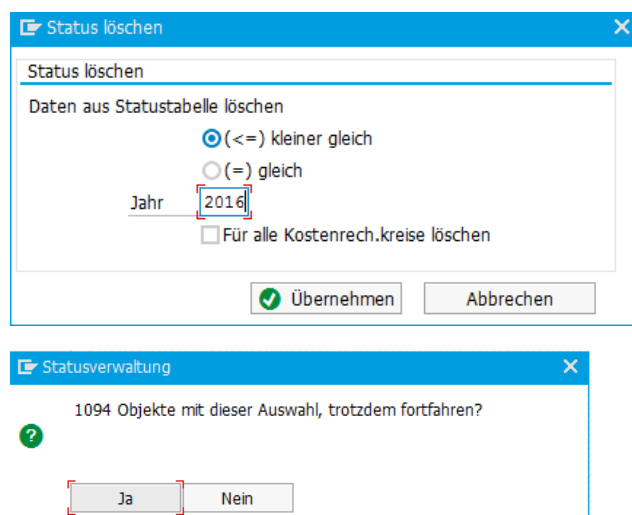 Status löschen
Status löschen
Daten aus Statustabelle löschen
(<=) kleiner gleich
(=) gleich
Jahr 2016
Für alle Kostenrech.kreise löschen
Übernehmen Abbrechen
Statusverwaltung
1094 Objekte mit dieser Auswahl, trotzdem fortfahren?
Ja Nein